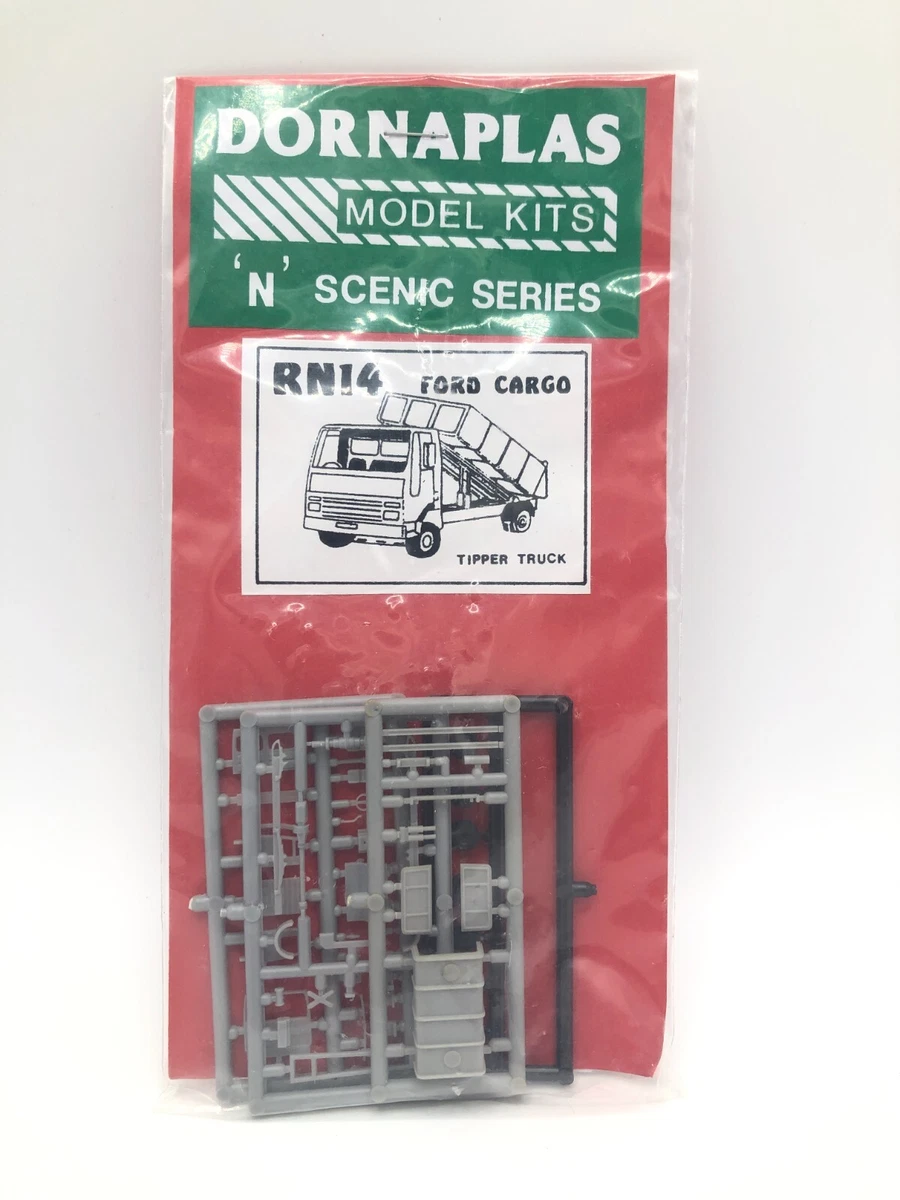 DORNAPLAS
MODEL KITS
'N' SCENIC SERIES
RN14 FORD CARGO
TIPPER TRUCK